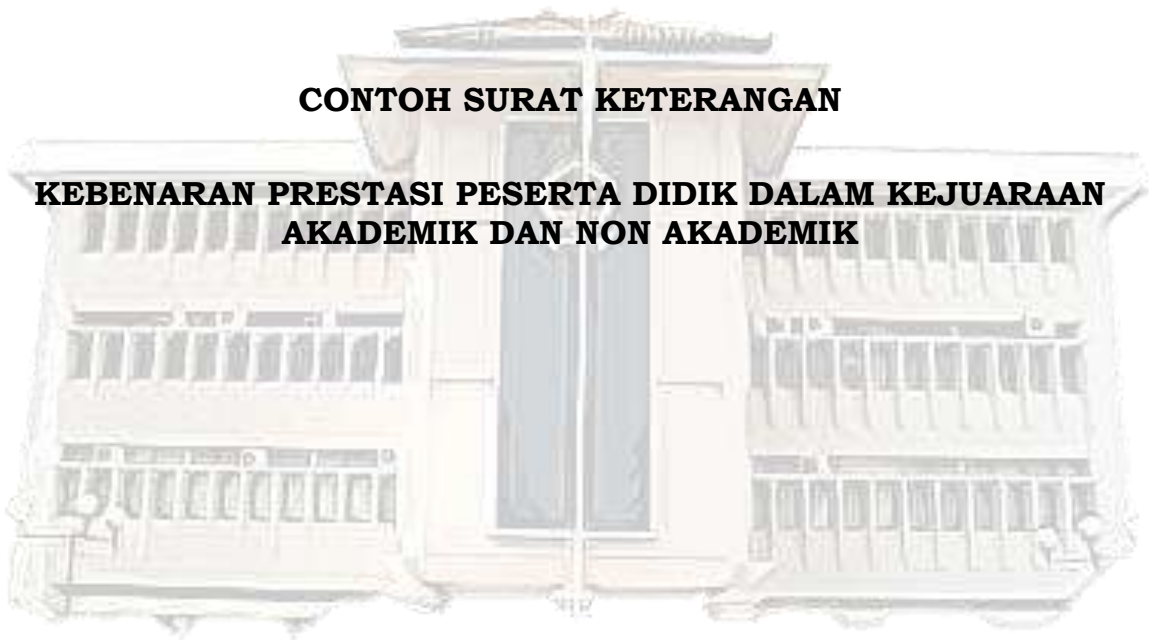 CONTOH SURAT KETERANGAN
KEBENARAN PRESTASI PESERTA DIDIK DALAM KEJUARAAN
AKADEMIK DAN NON AKADEMIK